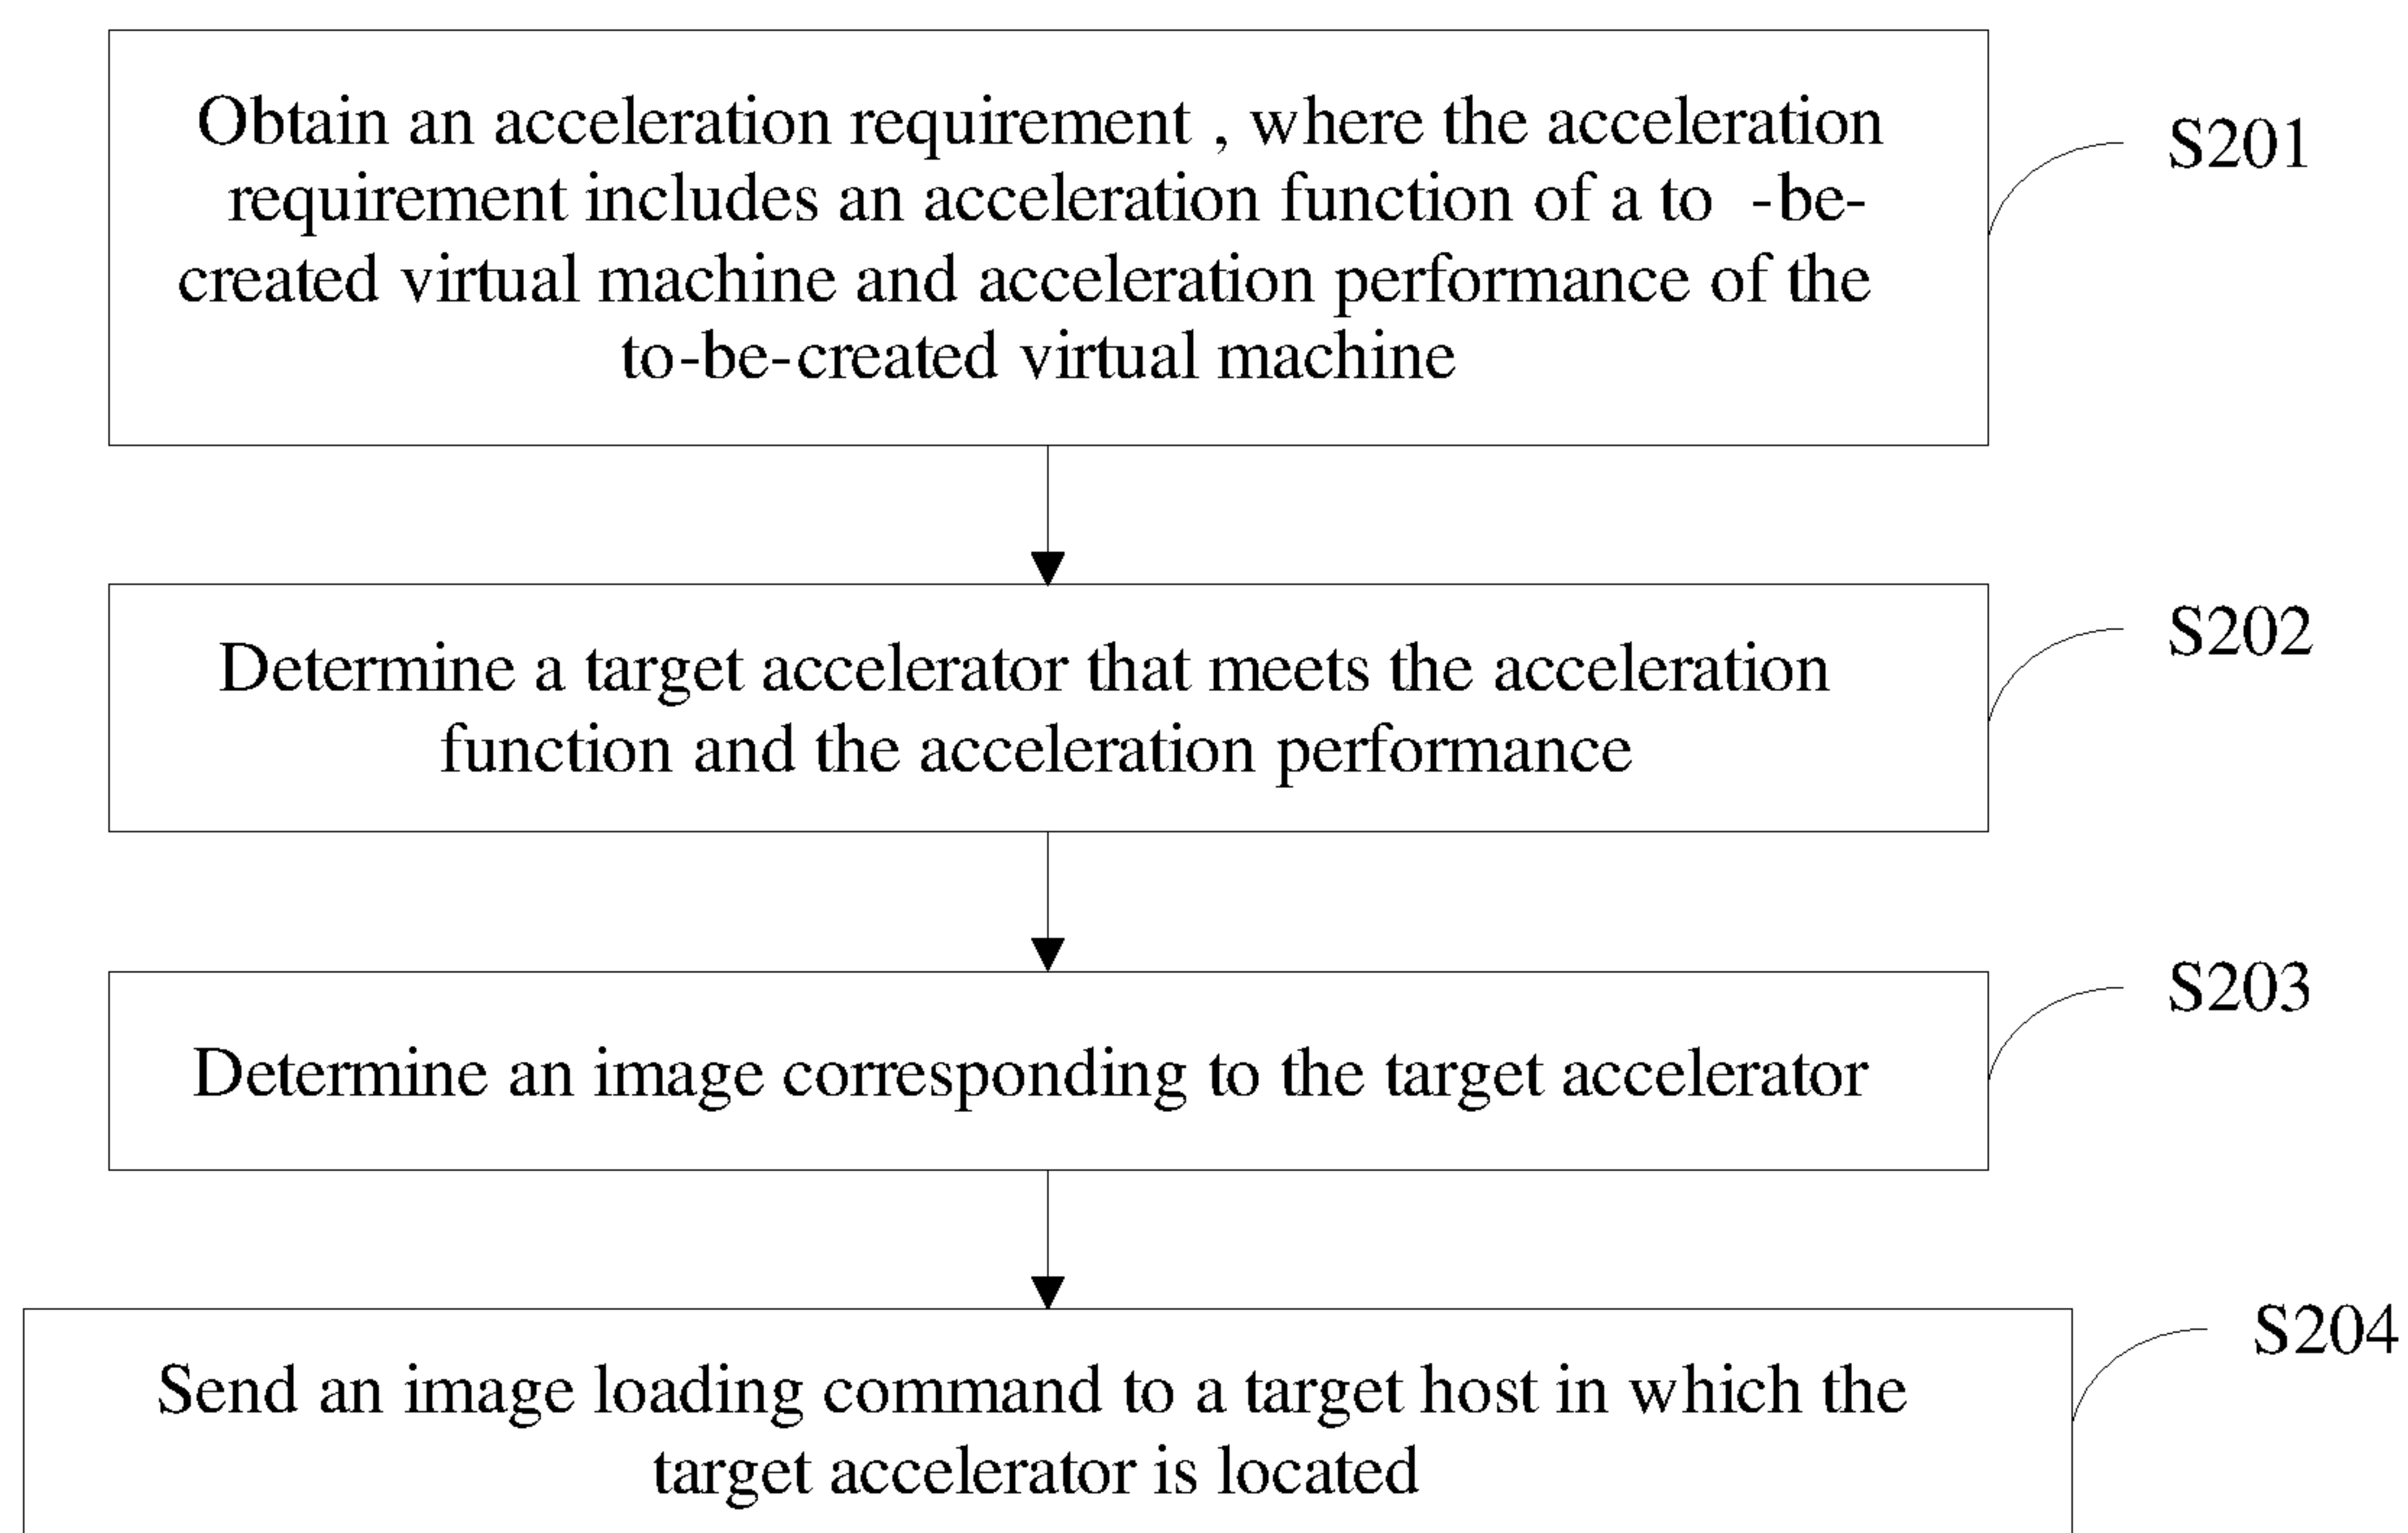 Obtain an acceleration requirement , where the acceleration
requirement includes an acceleration function of a to -be-
created virtual machine and acceleration performance of the
to-be-created virtual machine
S201
Determine a target accelerator that meets the acceleration
function and the acceleration performance
S202
Determine an image corresponding to the target accelerator
S203
Send an image loading command to a target host in which the
target accelerator is located
S204